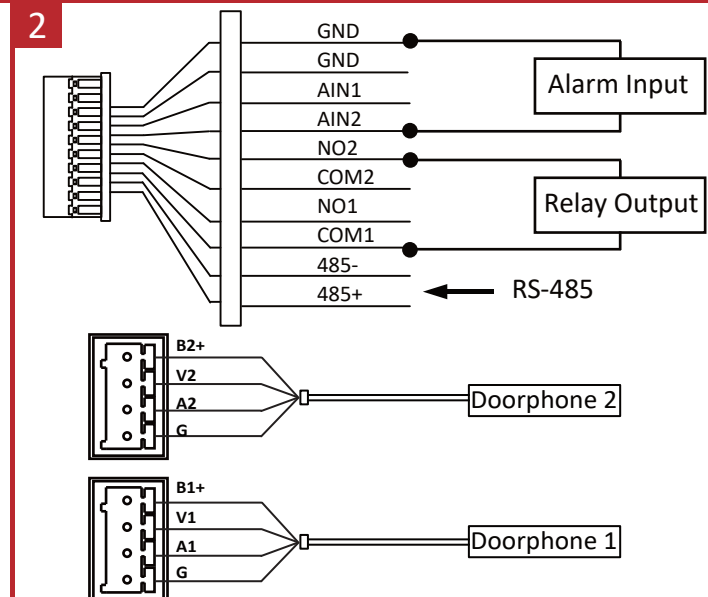 2
GND
GND
AIN1
AIN2
NO2
COM2
NO1
COM1
485-
485+
Alarm Input
Relay Output
RS-485
B2+
V2
A2
G
Doorphone 2
B1+
V1
A1
G
Doorphone 1